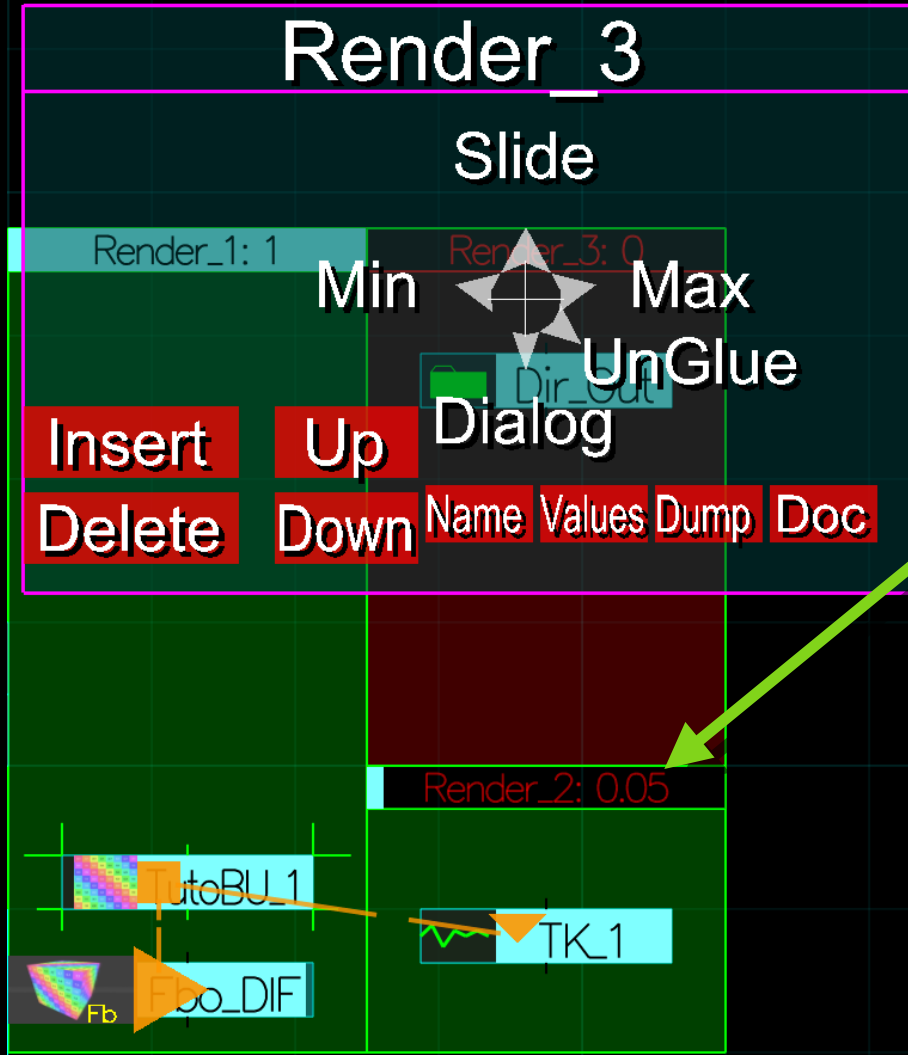 Render_3
Slide
Render_1: 1
Render_3: 0
Min
Max
UnGlue
Dir_Out
Dialog
Insert
Up
Delete
Down
Name
Values
Dump
Doc
Render_2: 0.05
TutoBU_1
TK_1
Fbo_DIF
Fb